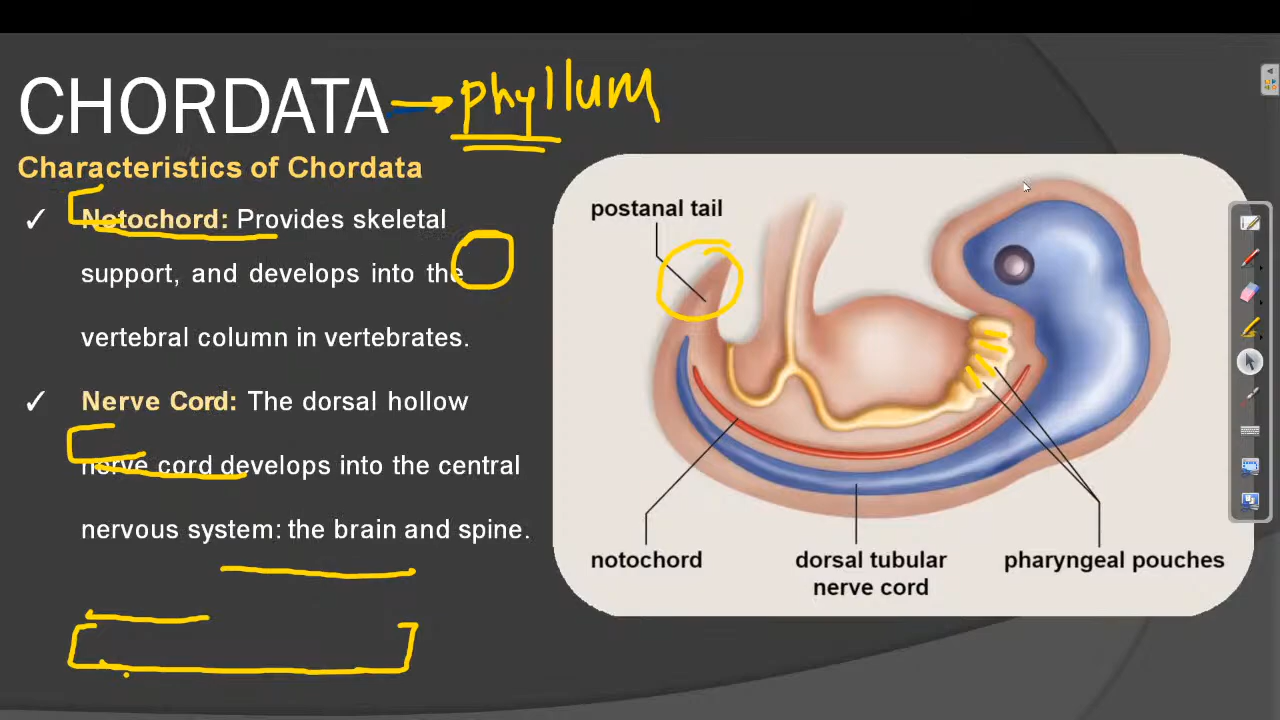 CHORDATA phyllum
Characteristics of Chordata
✓ Notochord: Provides skeletal
support, and develops into the
vertebral column in vertebrates.
✓ Nerve Cord: The dorsal hollow
nerve cord develops into the central
nervous system: the brain and spine.
postanal tail
notochord
dorsal tubular
nerve cord
pharyngeal pouches